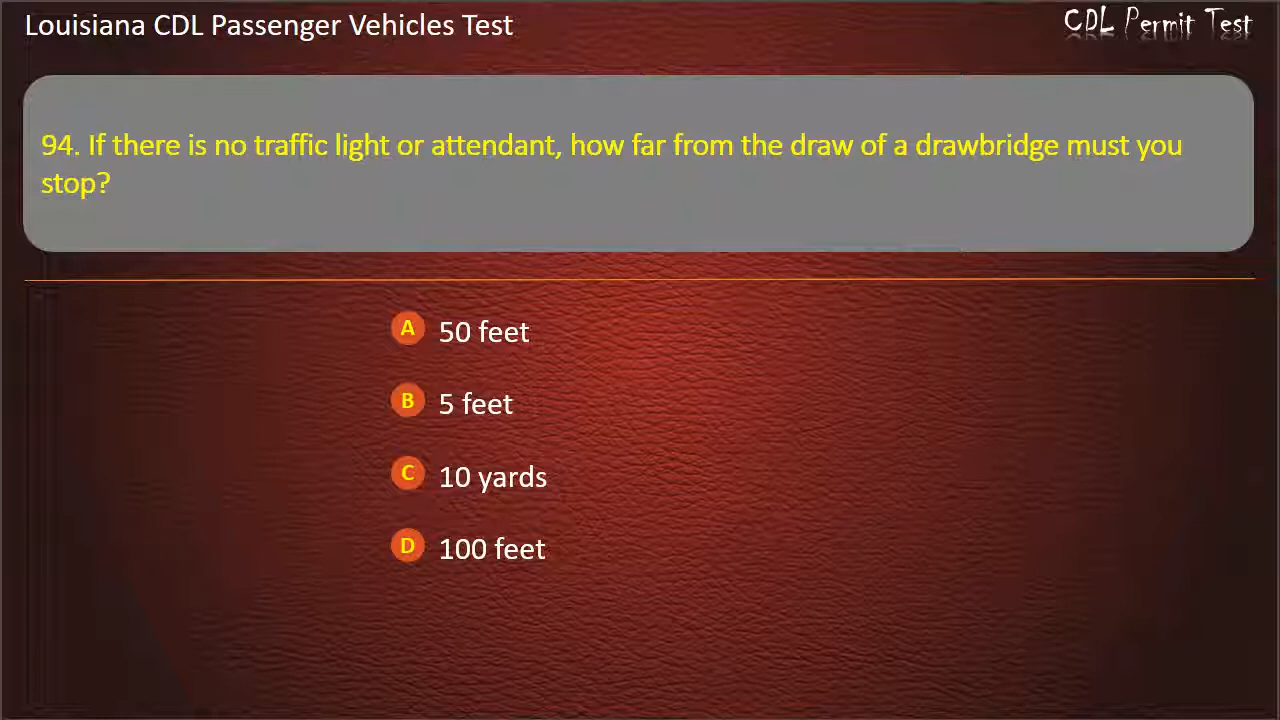 Louisiana CDL Passenger Vehicles Test
CDL Permit Test
94. If there is no traffic light or attendant, how far from the draw of a drawbridge must you
stop?
A 50 feet
B 5 feet
C 10 yards
D 100 feet